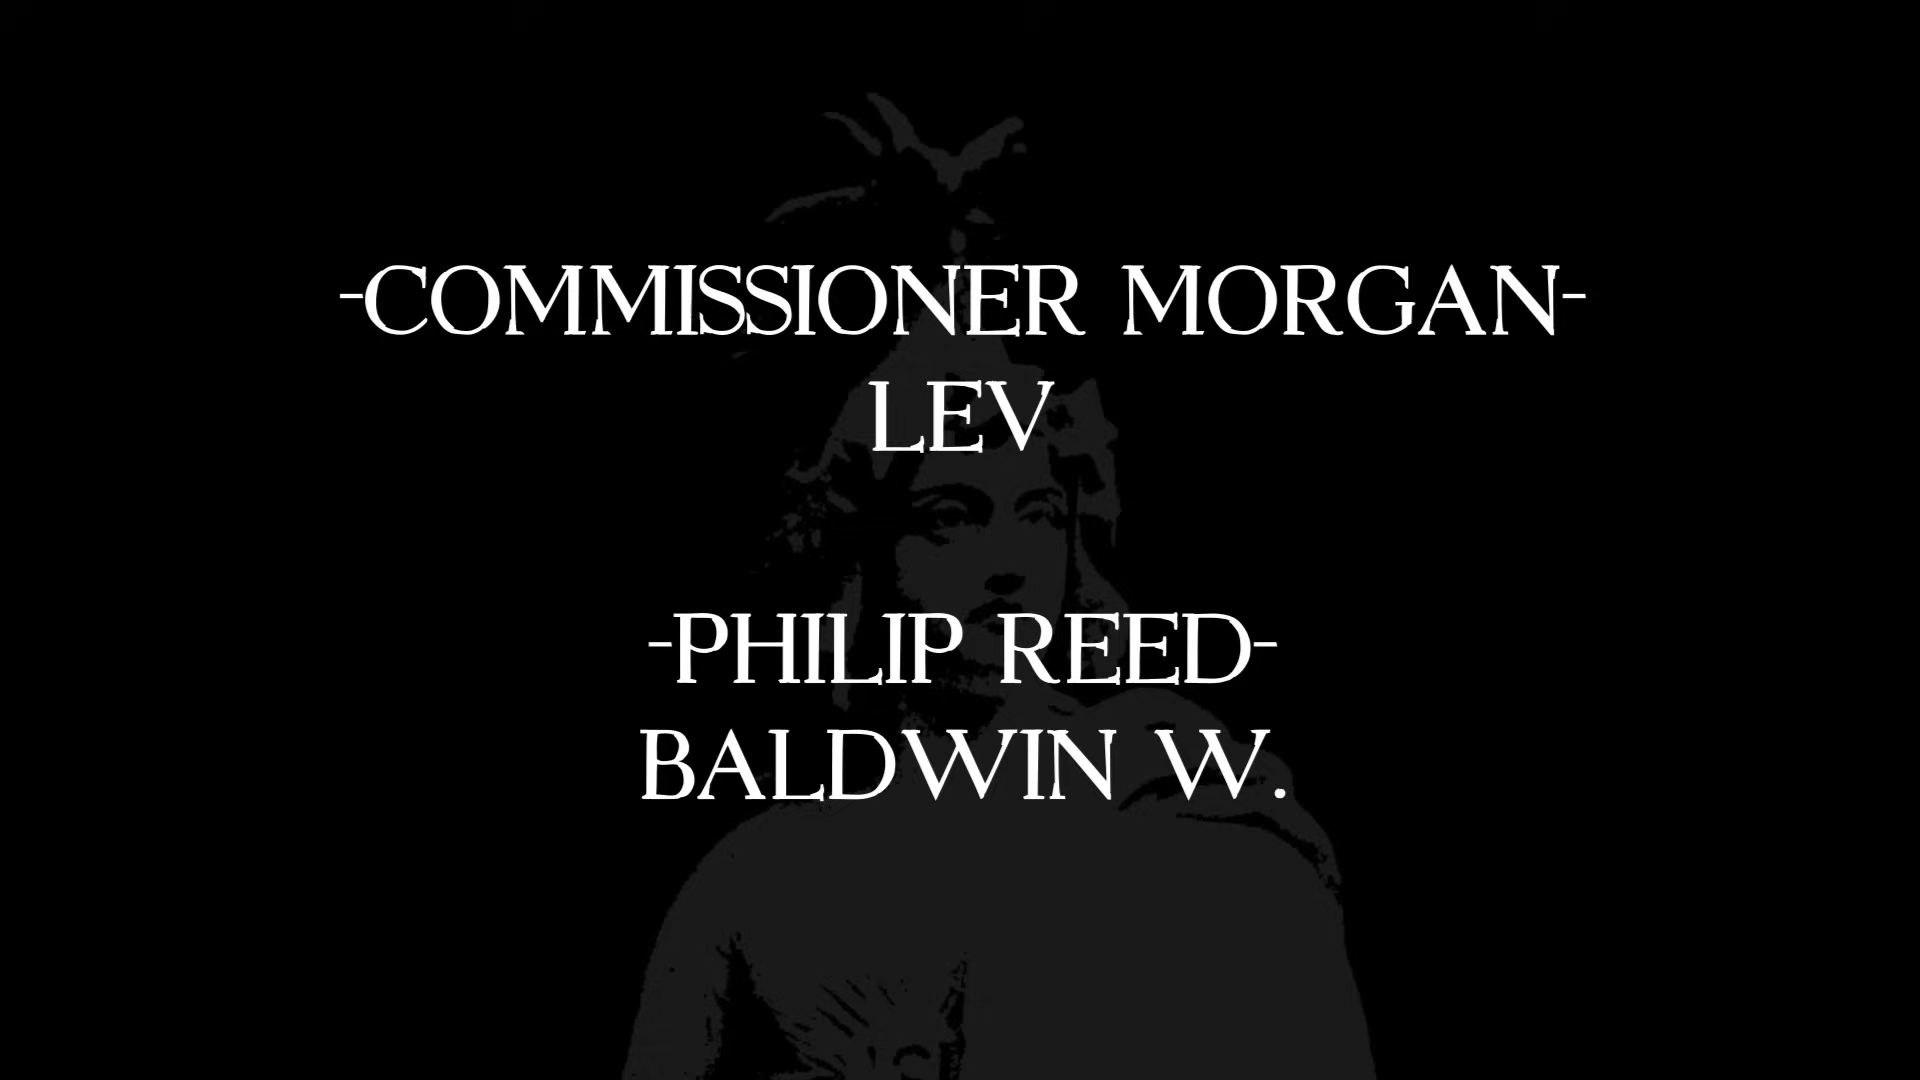 -COMMISSIONER MORGAN-
LEV
-PHILIP REED-
BALDWIN W.